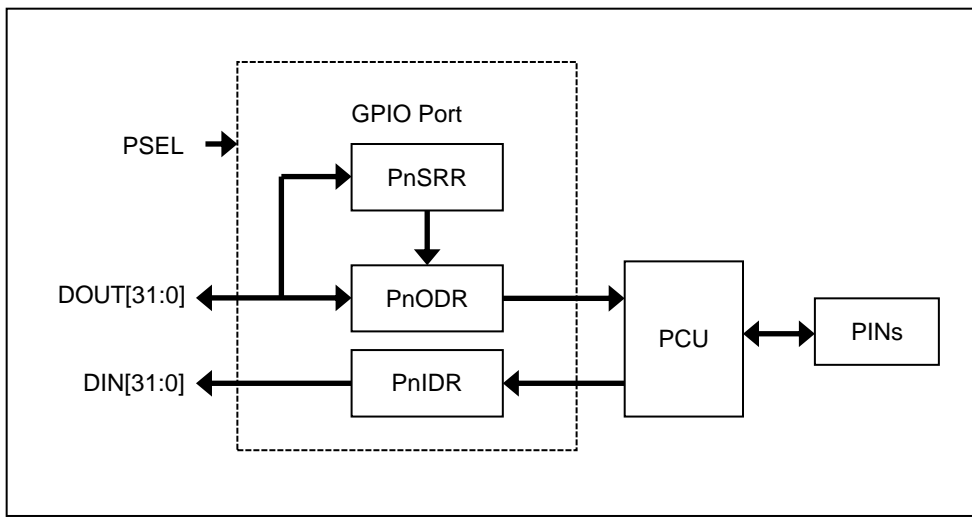 GPIO Port
PSEL
PnSRR
DOUT[31:0]
PnODR
PCU
PINs
DIN[31:0]
PnIDR